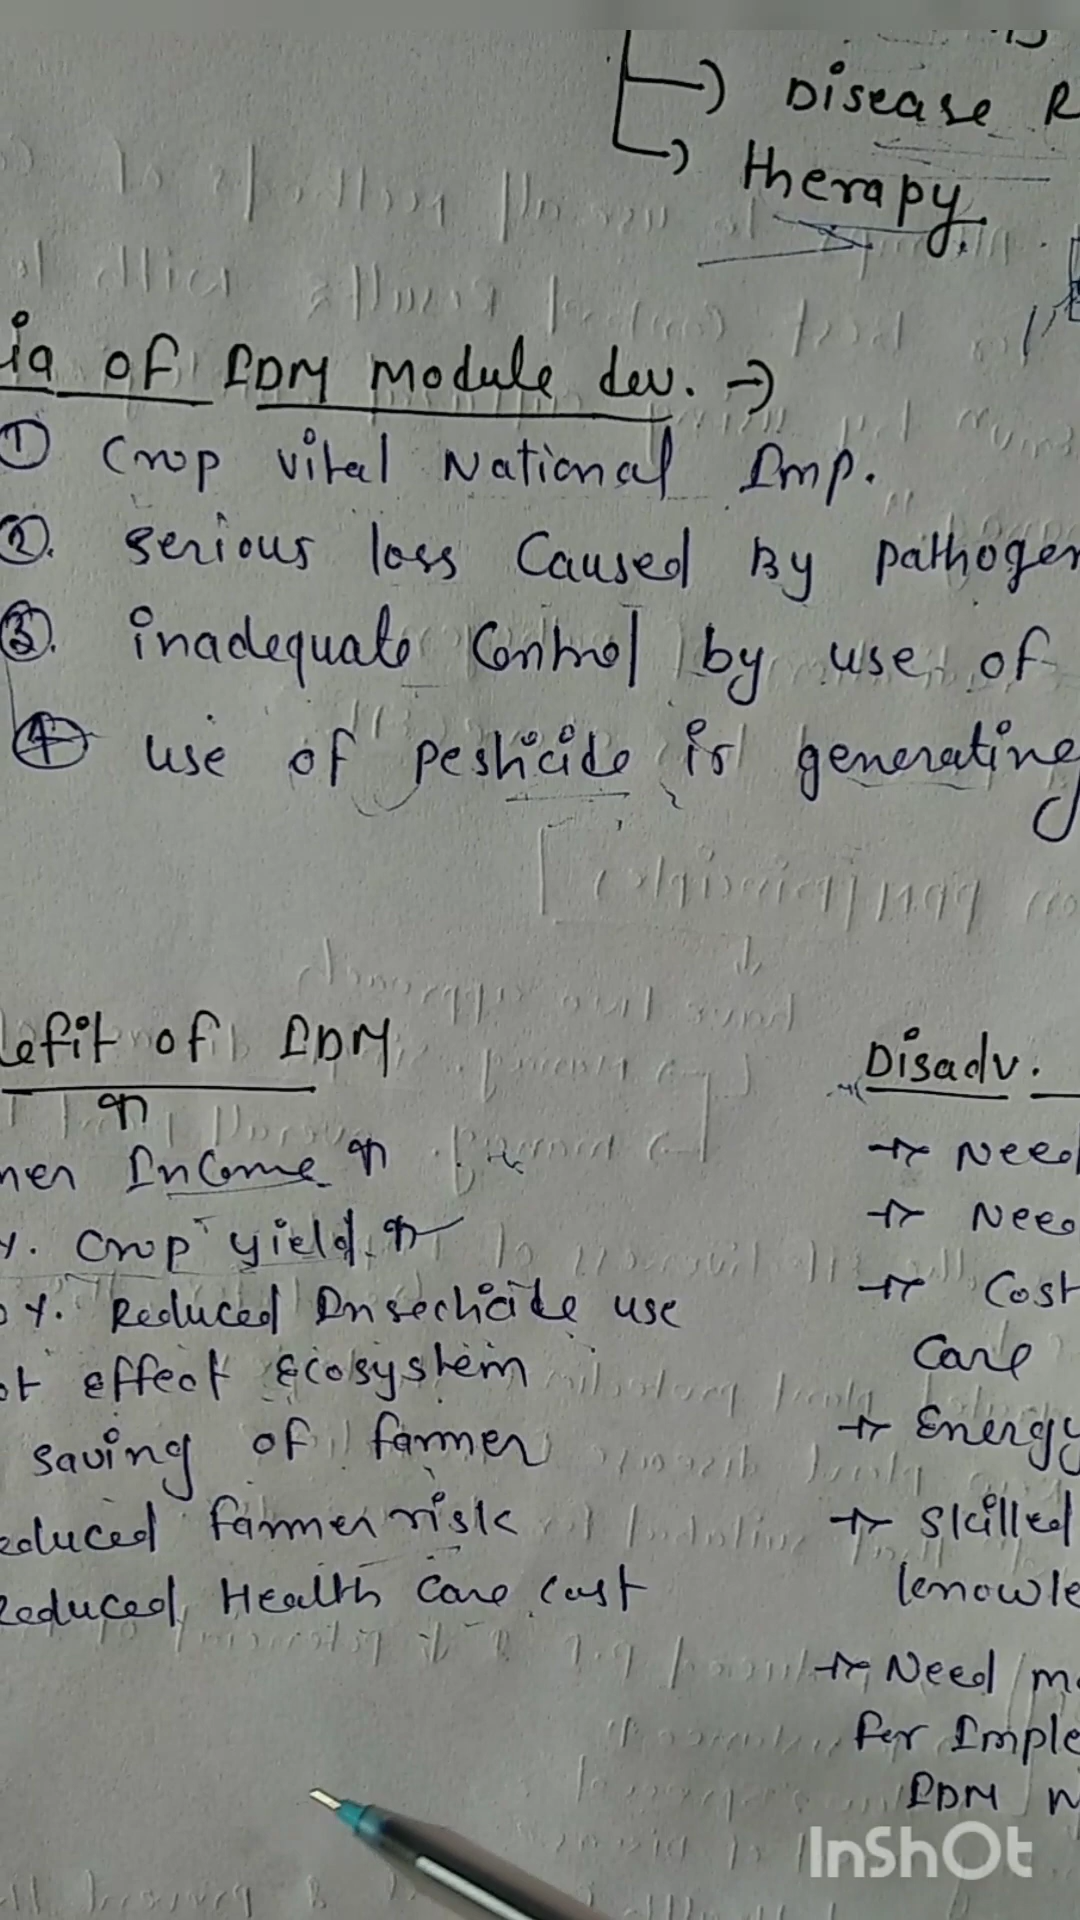 Disease R
therapy.
ia of IDM Module dev. →
① Crop vital National Imp.
②. serious loss caused By pathogen
③. inadequate Control by use of
④ use of pesticide is generating
efit of IDM
mer Income ↑
y. crop yield ↑
o y. Reduced Insecticide use
ot effect Ecosystem
saving of farmer
educed farmer risk
Reduced Health care cost
Disadv.
→ Need
→ Need
→ Cost
Care
→ Energy
→ Skilled
knowle
→ Need m
for Imple
IDM
InShOt